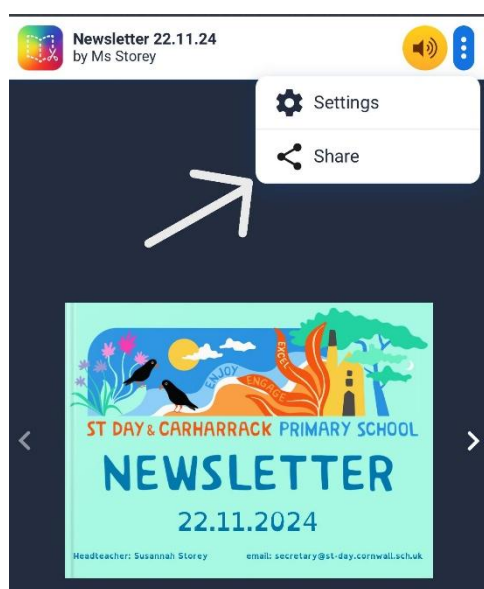 Newsletter 22.11.24
by Ms Storey
Settings
Share
ENJOY
ENGAGE
EXCEL
ST DAY & CARHARRACK PRIMARY SCHOOL
NEWSLETTER
22.11.2024
Headteacher: Susannah Storey email: secretary@st-day.cornwall.sch.uk